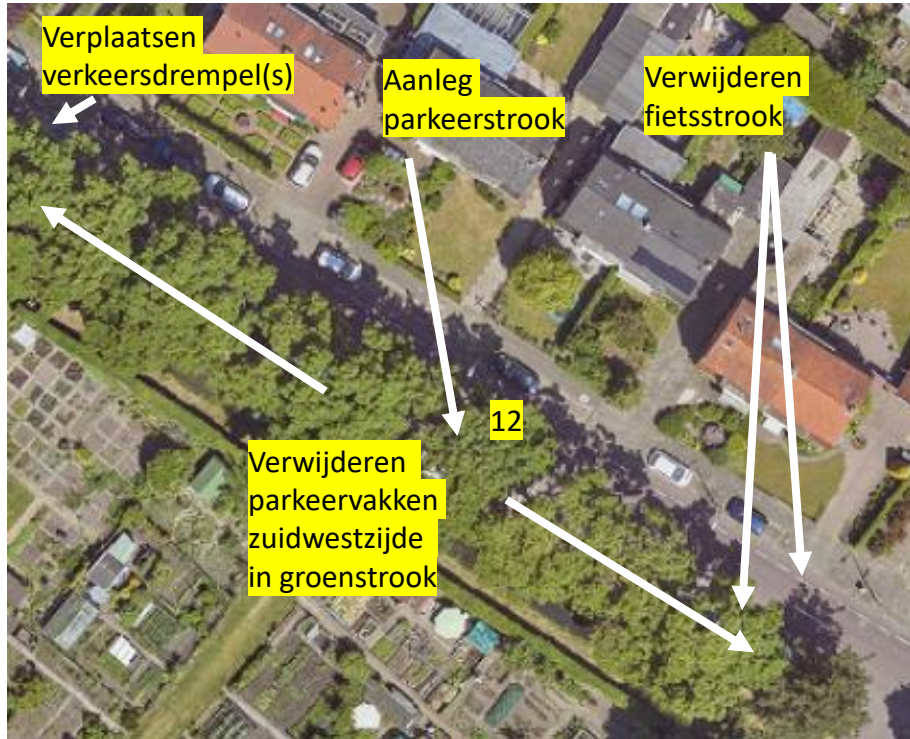 Verplaatsen
verkeersdrempel(s)
Aanleg
parkeerstrook
Verwijderen
fietsstrook
12
Verwijderen
parkeervakken
zuidwestzijde
in groenstrook